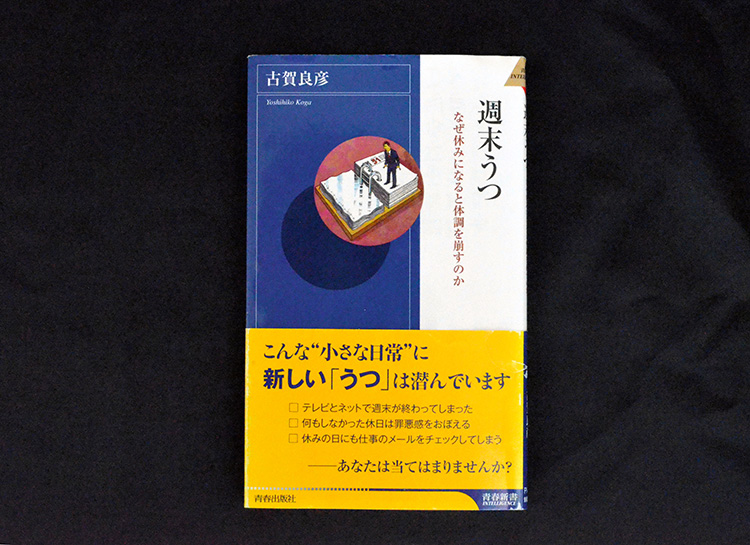 古賀良彦
Yoshihiko Koga
週末うつ
なぜ休みになると体調を崩すのか
こんな“小さな日常”に
新しい「うつ」は潜んでいます
□ テレビとネットで週末が終わってしまった
□ 何もしなかった休日は罪悪感をおぼえる
□ 休みの日にも仕事のメールをチェックしてしまう
――あなたは当てはまりませんか?
青春出版社
青春新書
INTELLIGENCE